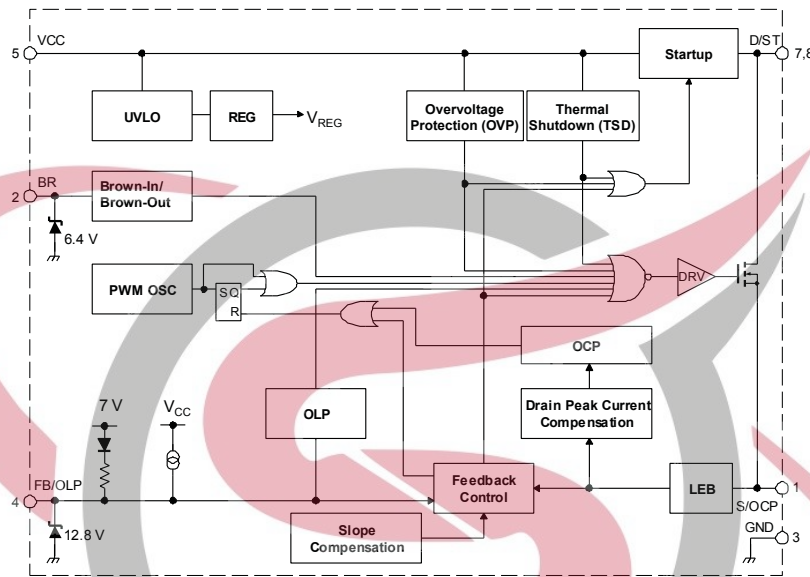 5
VCC
D/ST
7,8
Startup
UVLO
REG
VREG
Overvoltage
Protection (OVP)
Thermal
Shutdown (TSD)
2
BR
Brown-In/
Brown-Out
6.4 V
PWM OSC
S Q
R
DRV
OCP
7 V
VCC
OLP
Drain Peak Current
Compensation
4
FB/OLP
Feedback
Control
LEB
1
S/OCP
12.8 V
Slope
Compensation
GND
3